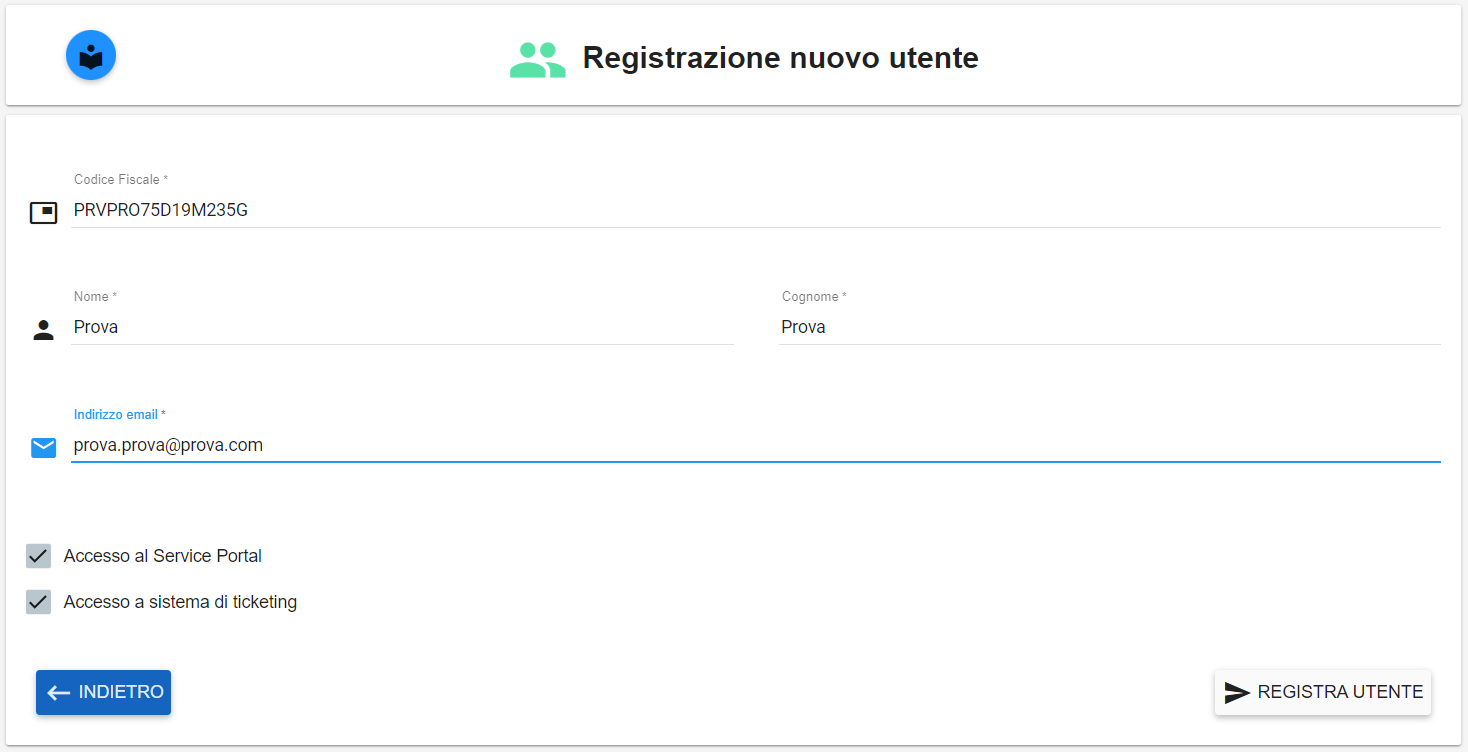 Registrazione nuovo utente
Codice Fiscale *
PRVPRO75D19M235G
Nome *
Cognome *
Prova
Prova
Indirizzo email *
prova.prova@prova.com
Accesso al Service Portal
Accesso a sistema di ticketing
INDIETRO
REGISTRA UTENTE